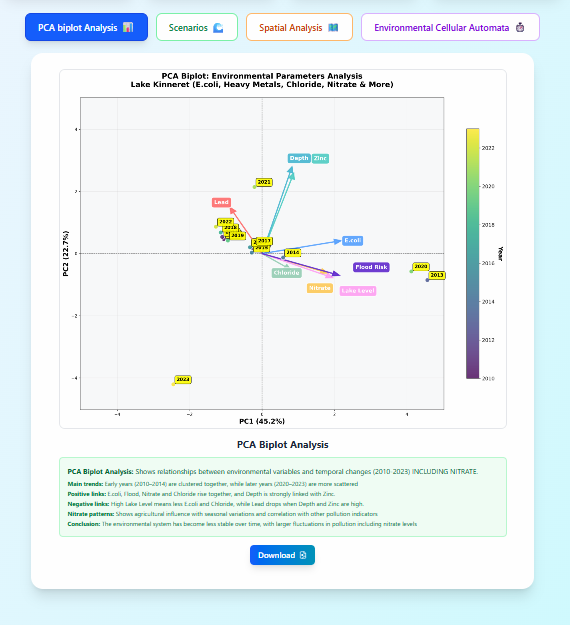 PCA biplot Analysis
Scenarios
Spatial Analysis
Environmental Cellular Automata
PCA Biplot: Environmental Parameters Analysis
Lake Kinneret (E.coli, Heavy Metals, Chloride, Nitrate & More)
Depth
Zinc
2021
Lead
2022
2018
2019
2017
2014
E.coli
Flood Risk
Chloride
Nitrate
Lake Level
2020
2013
2023
4
2
0
−2
−4
PC2 (22.7%)
−4
−2
0
2
4
PC1 (45.2%)
2022
2020
2018
2016
2014
2012
2010
Year
PCA Biplot Analysis
PCA Biplot Analysis: Shows relationships between environmental variables and temporal changes (2010-2023) INCLUDING NITRATE.
Main trends: Early years (2010–2014) are clustered together, while later years (2020–2023) are more scattered
Positive links: E.coli, Flood, Nitrate and Chloride rise together, and Depth is strongly linked with Zinc.
Negative links: High Lake Level means less E.coli and Chloride, while Lead drops when Depth and Zinc are high.
Nitrate patterns: Shows agricultural influence with seasonal variations and correlation with other pollution indicators
Conclusion: The environmental system has become less stable over time, with larger fluctuations in pollution including nitrate levels
Download